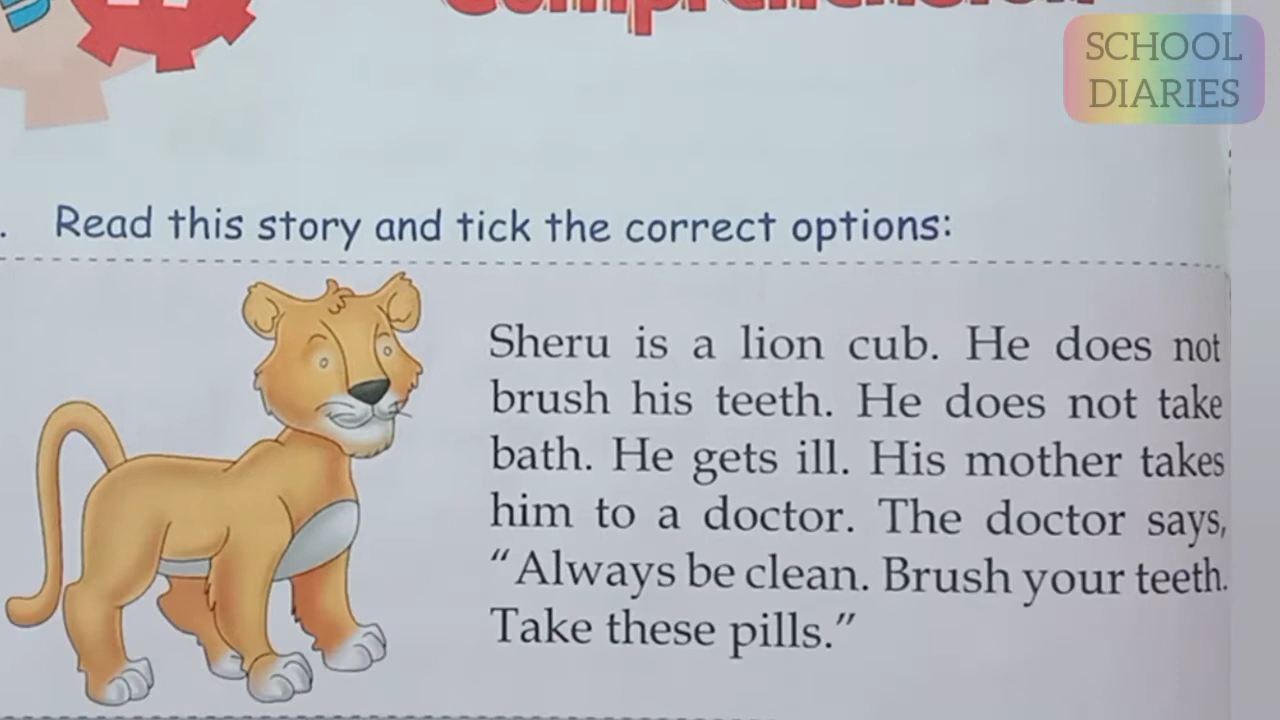 Comprehension
SCHOOL
DIARIES
Read this story and tick the correct options:
Sheru is a lion cub. He does not
brush his teeth. He does not take
bath. He gets ill. His mother takes
him to a doctor. The doctor says,
“Always be clean. Brush your teeth.
Take these pills.”